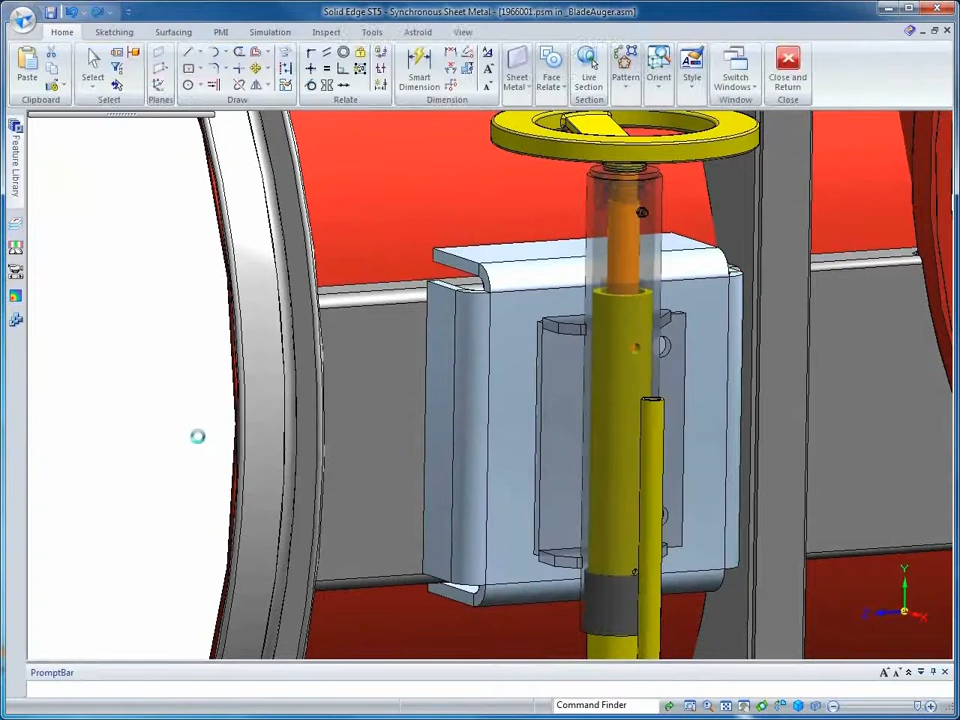 Solid Edge ST5 - Synchronous Sheet Metal - [1966001.psm in _BladeAuger.asm]
Home Sketching Surfacing PMI Simulation Inspect Tools Astroid View
Paste Select Smart Dimension Sheet Metal Face Relate Live Section Pattern Orient Style Switch Windows Close and Return
Clipboard Select Planes Draw Relate Dimension Section Window Close
Feature Library
Y
Z
X
PromptBar
Command Finder